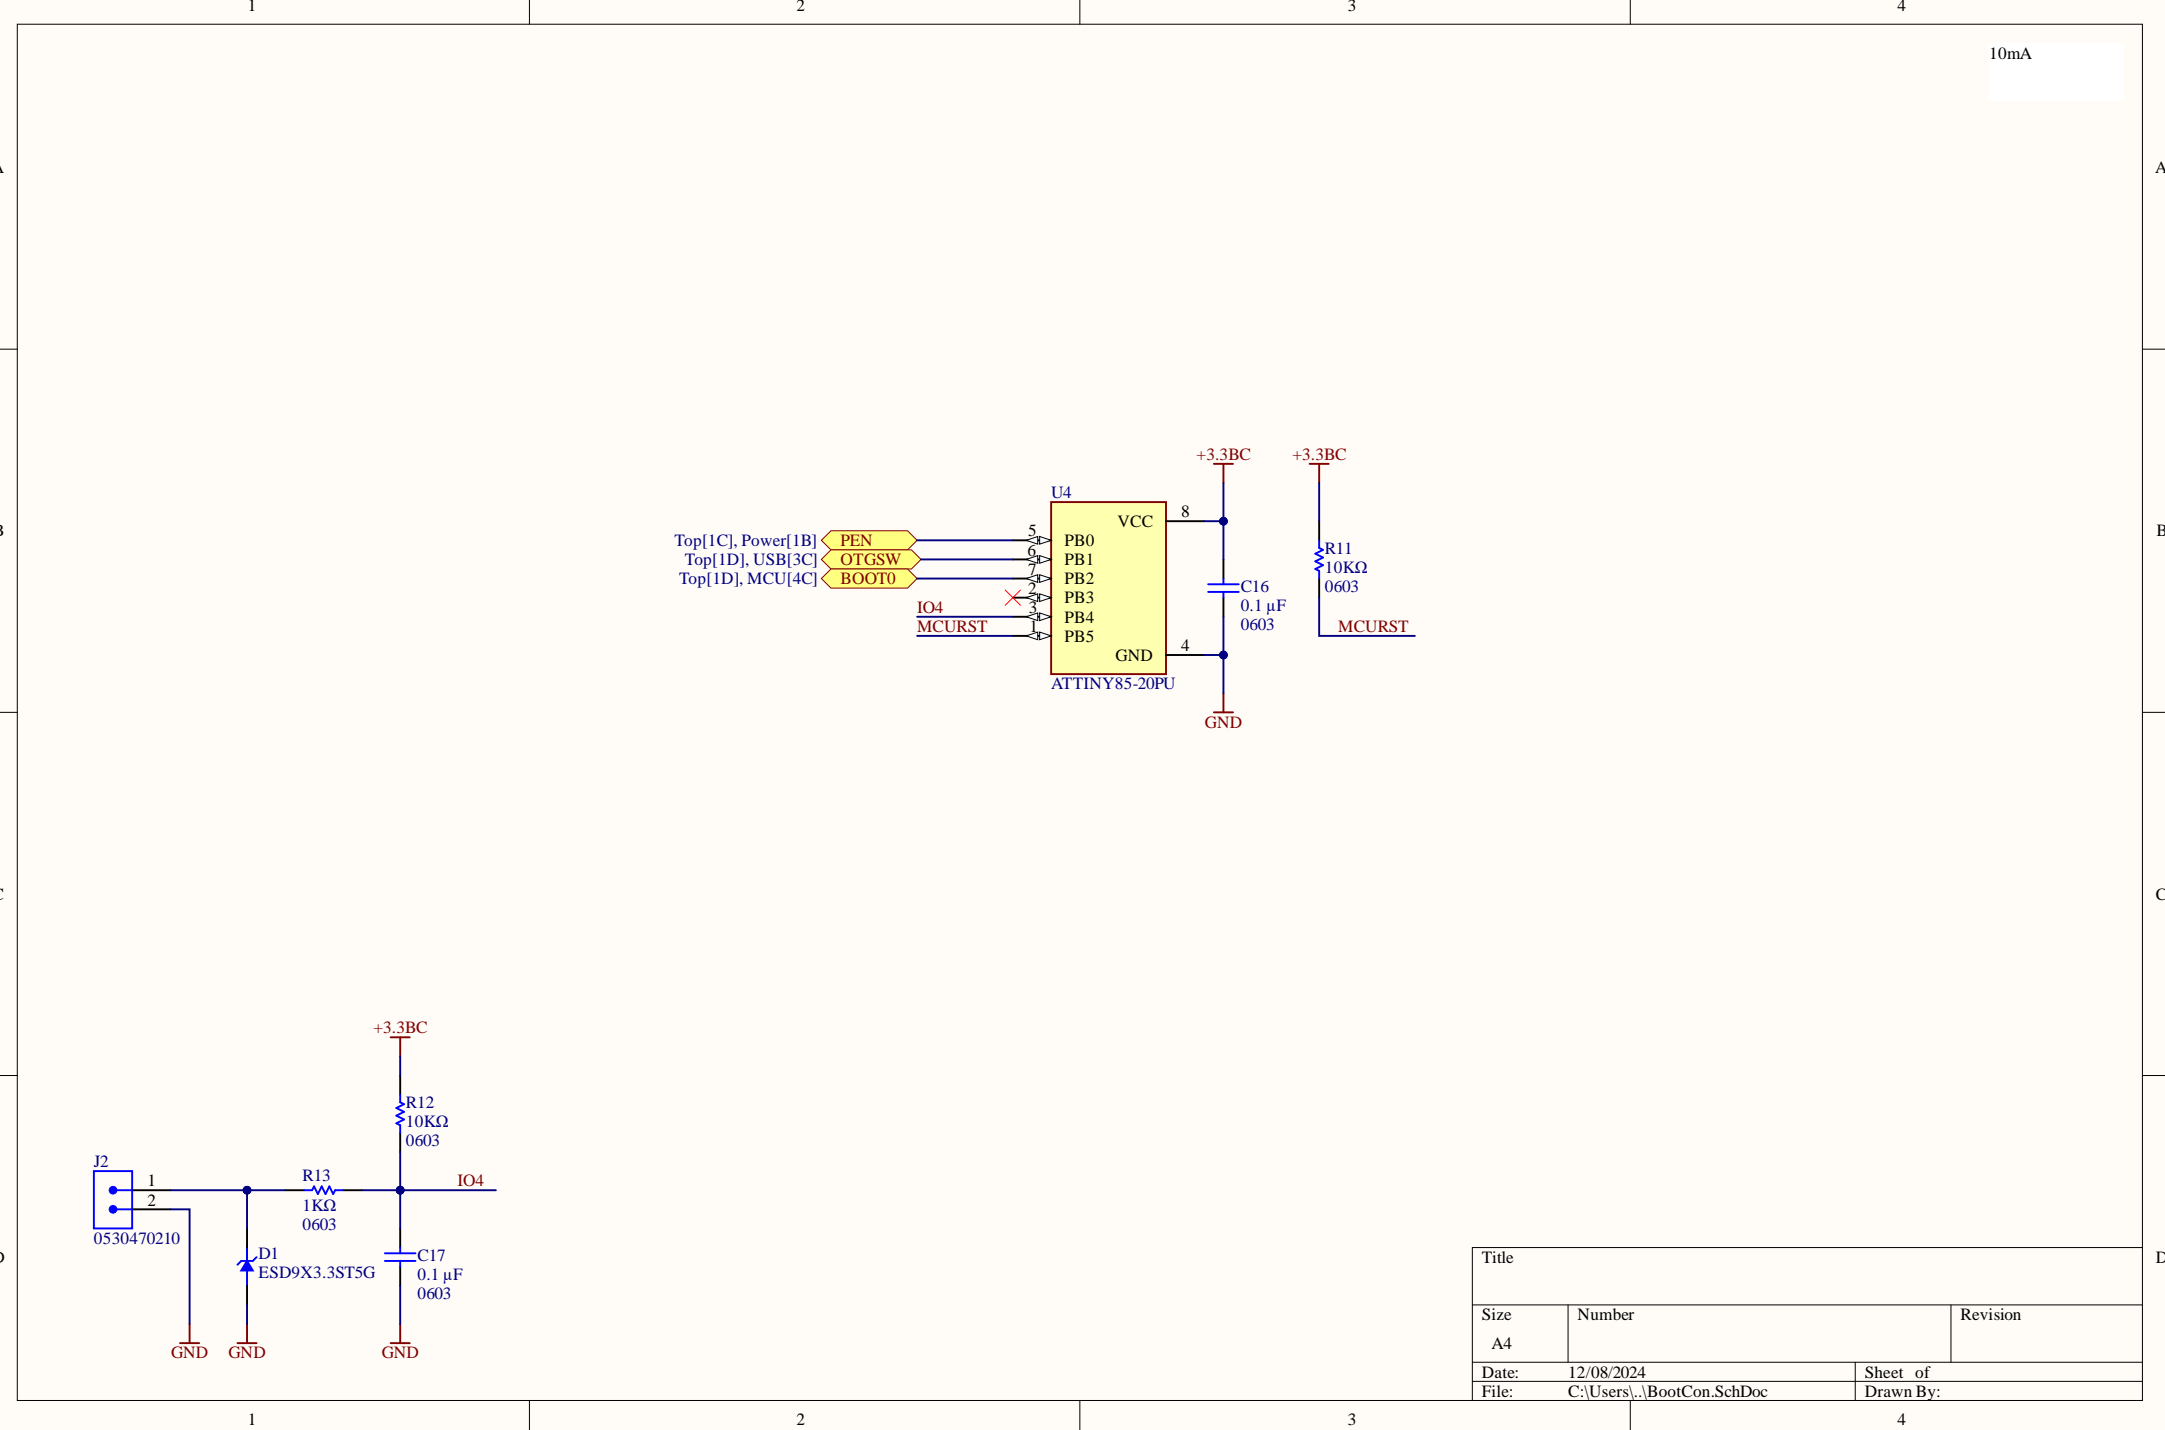 1 2 3 4
10mA
A A
+3.3BC +3.3BC
U4
8
VCC
Top[1C], Power[1B] PEN 5 PB0
Top[1D], USB[3C] OTGSW 6 PB1
Top[1D], MCU[4C] BOOT0 7 PB2
2 PB3
IO4 3 PB4
MCURST 1 PB5
4
GND
ATTINY85-20PU
B B
R11
10KΩ
0603
C16
0.1 µF
0603
MCURST
GND
C C
+3.3BC
R12
10KΩ
0603
J2
1
2
0530470210
R13
1KΩ
0603
IO4
D D
D1
ESD9X3.3ST5G
C17
0.1 µF
0603
GND GND GND
Title
Size Number Revision
A4
Date: 12/08/2024 Sheet of
File: C:\Users\..\BootCon.SchDoc Drawn By:
1 2 3 4